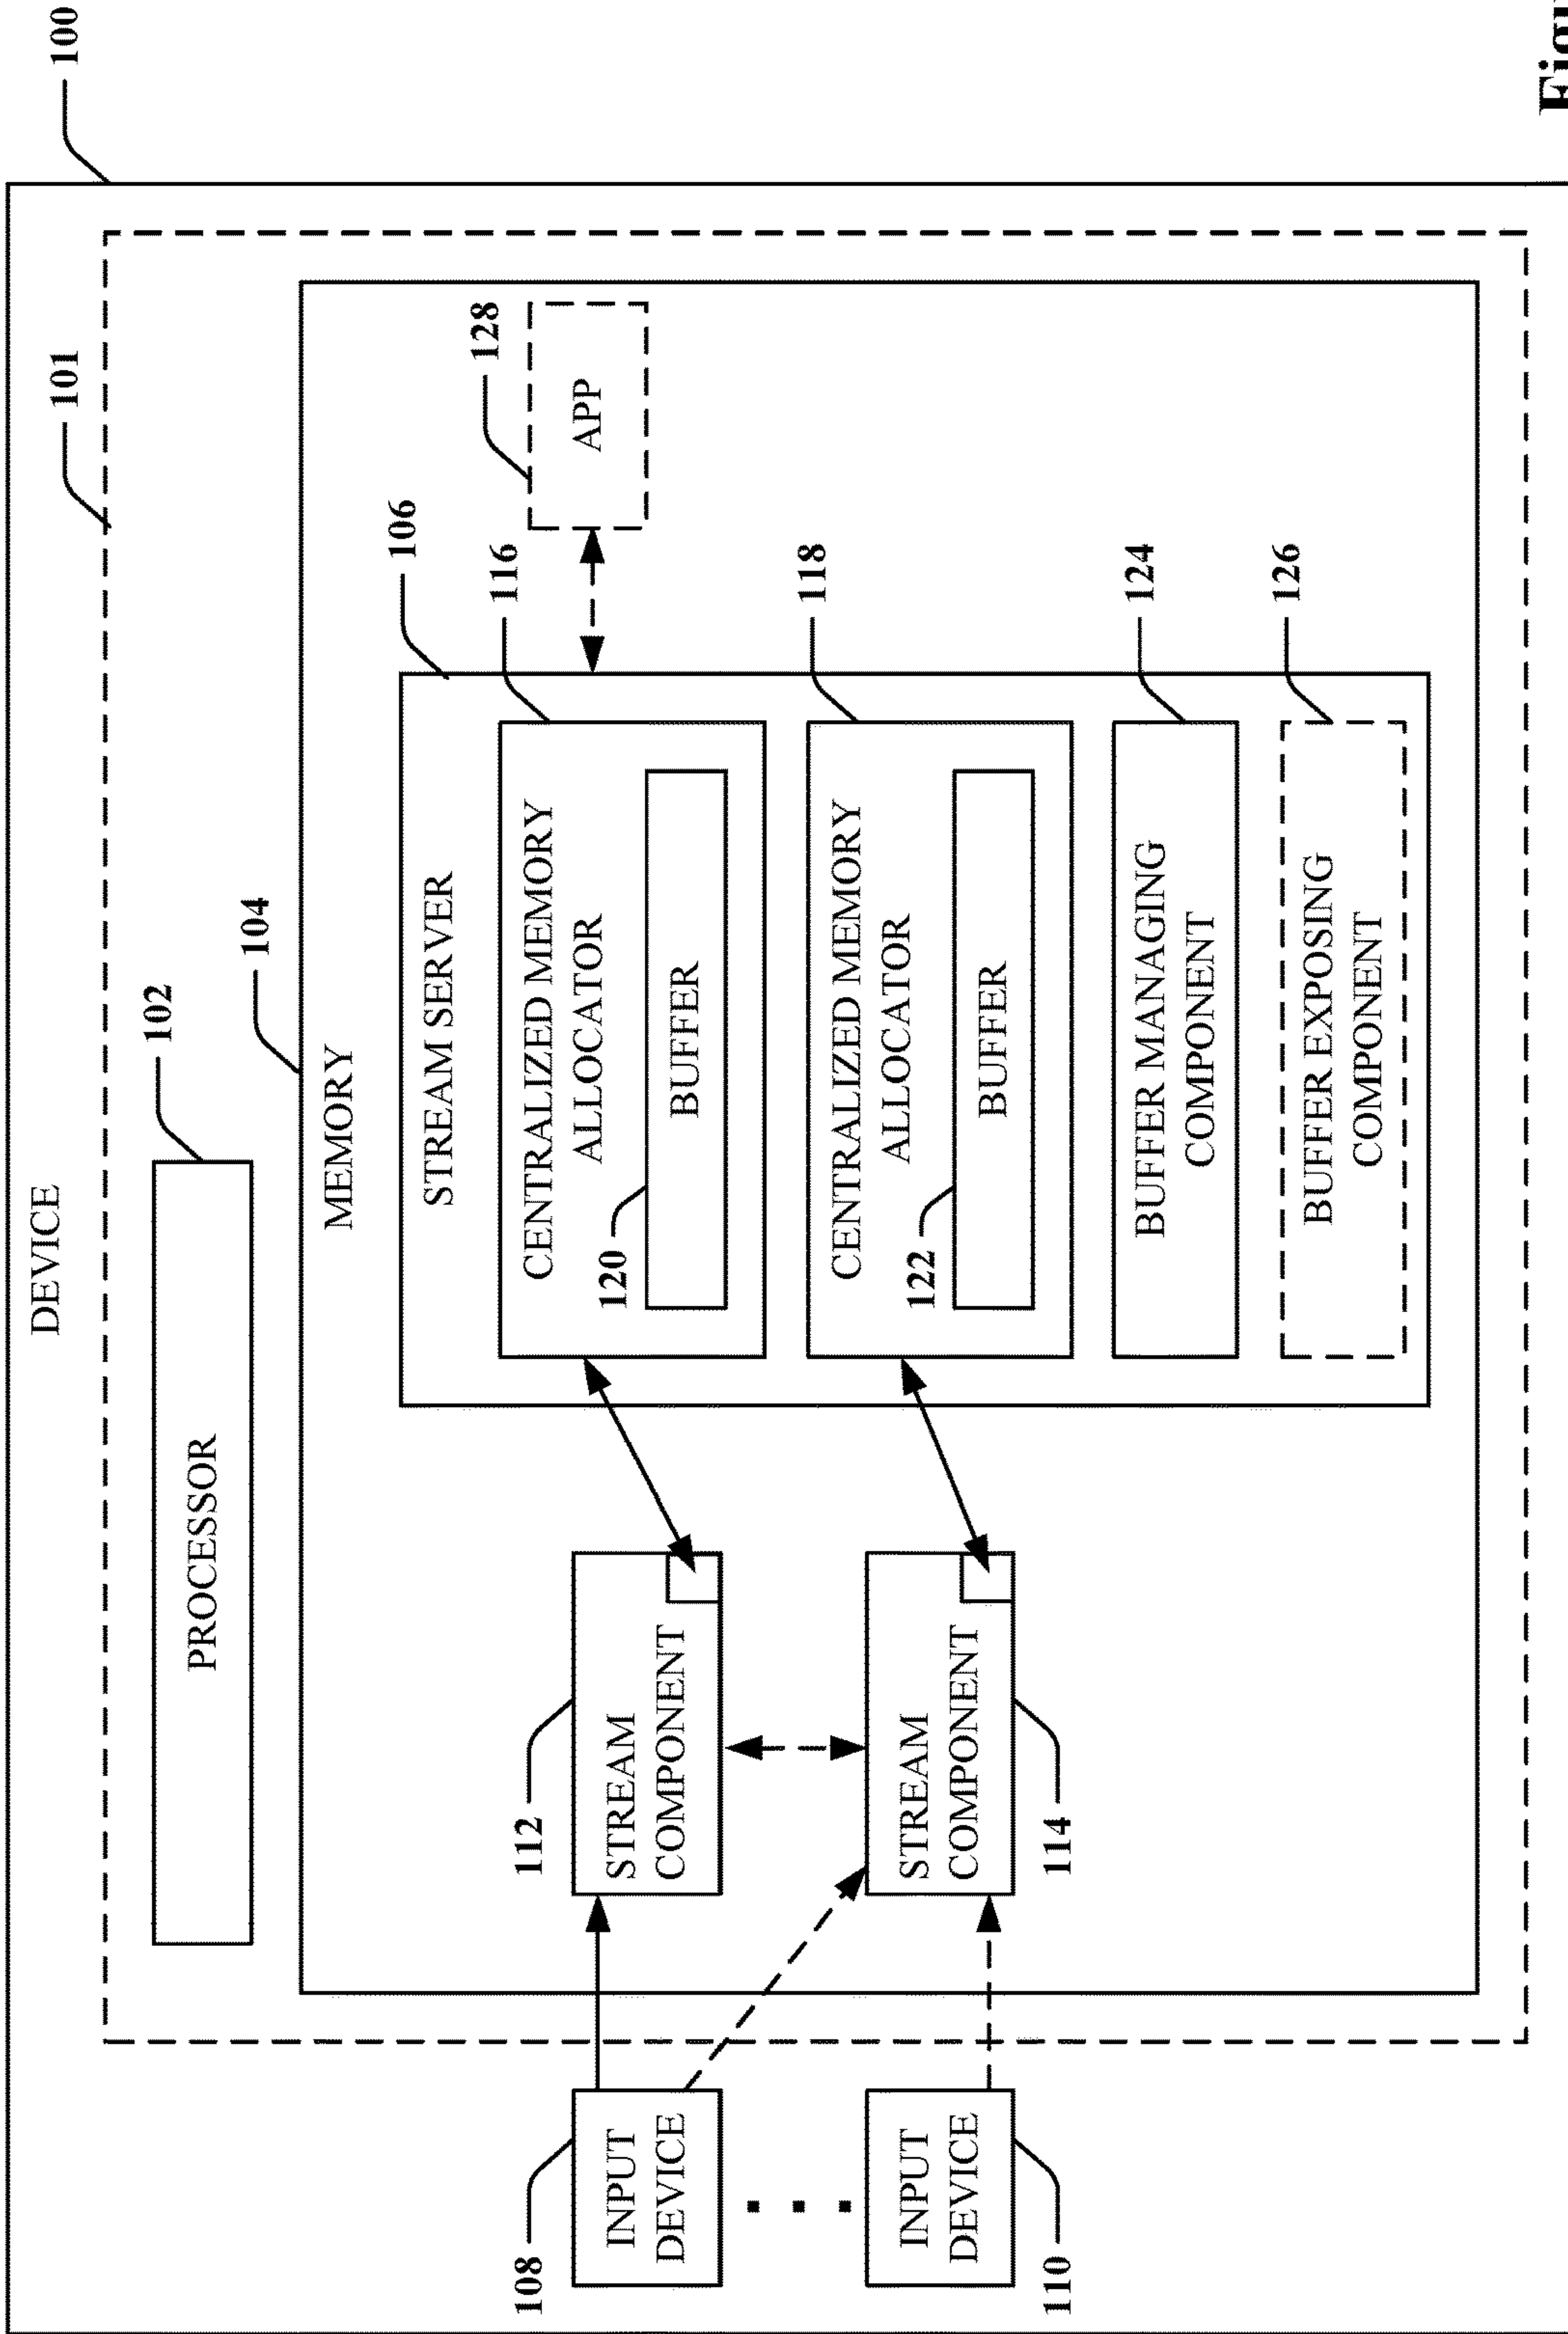 DEVICE
100
101
PROCESSOR
102
104
MEMORY
106
STREAM SERVER
128
APP
108
INPUT
DEVICE
112
STREAM
COMPONENT
116
CENTRALIZED MEMORY
ALLOCATOR
120
BUFFER
118
CENTRALIZED MEMORY
ALLOCATOR
122
BUFFER
INPUT
DEVICE
110
STREAM
COMPONENT
114
124
BUFFER MANAGING
COMPONENT
126
BUFFER EXPOSING
COMPONENT